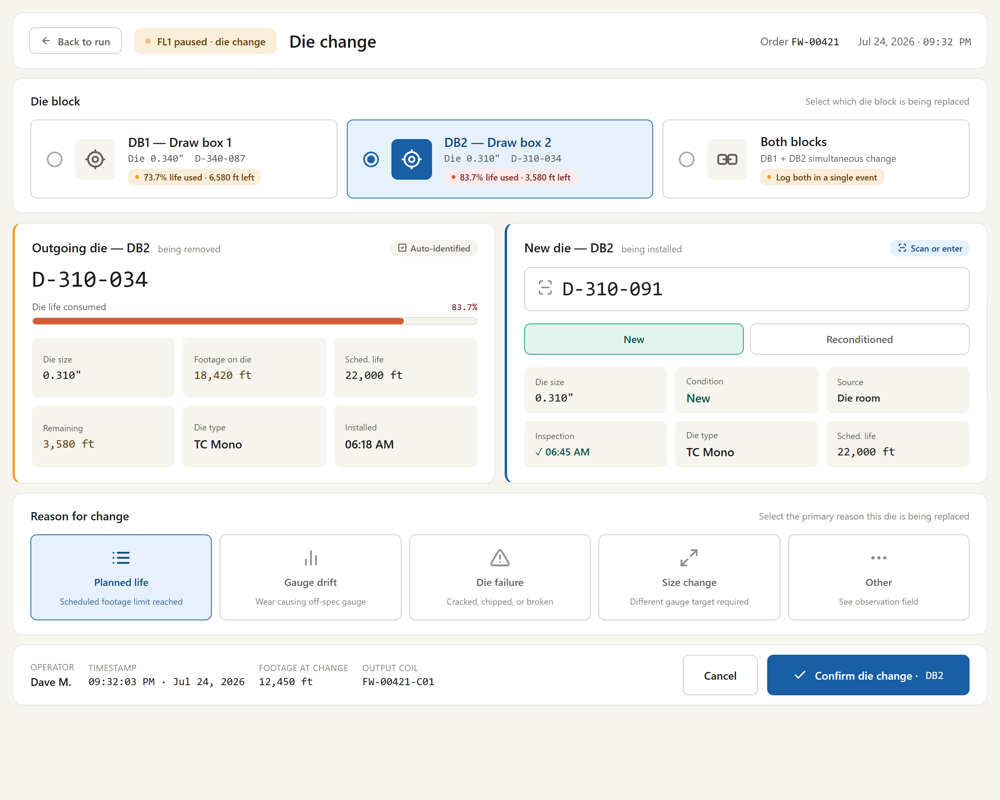 Back to run
FL1 paused · die change
Die change
Order FW-00421
Jul 24, 2026 · 09:32 PM
Die block
Select which die block is being replaced
DB1 — Draw box 1
Die 0.340" D-340-087
73.7% life used · 6,580 ft left
DB2 — Draw box 2
Die 0.310" D-310-034
83.7% life used · 3,580 ft left
Both blocks
DB1 + DB2 simultaneous change
Log both in a single event
Outgoing die — DB2 being removed
Auto-identified
D-310-034
Die life consumed
83.7%
Die size
0.310"
Footage on die
18,420 ft
Sched. life
22,000 ft
Remaining
3,580 ft
Die type
TC Mono
Installed
06:18 AM
New die — DB2 being installed
Scan or enter
D-310-091
New
Reconditioned
Die size
0.310"
Condition
New
Source
Die room
Inspection
✓ 06:45 AM
Die type
TC Mono
Sched. life
22,000 ft
Reason for change
Select the primary reason this die is being replaced
Planned life
Scheduled footage limit reached
Gauge drift
Wear causing off-spec gauge
Die failure
Cracked, chipped, or broken
Size change
Different gauge target required
Other
See observation field
OPERATOR
Dave M.
TIMESTAMP
09:32:03 PM · Jul 24, 2026
FOOTAGE AT CHANGE
12,450 ft
OUTPUT COIL
FW-00421-C01
Cancel
Confirm die change · DB2